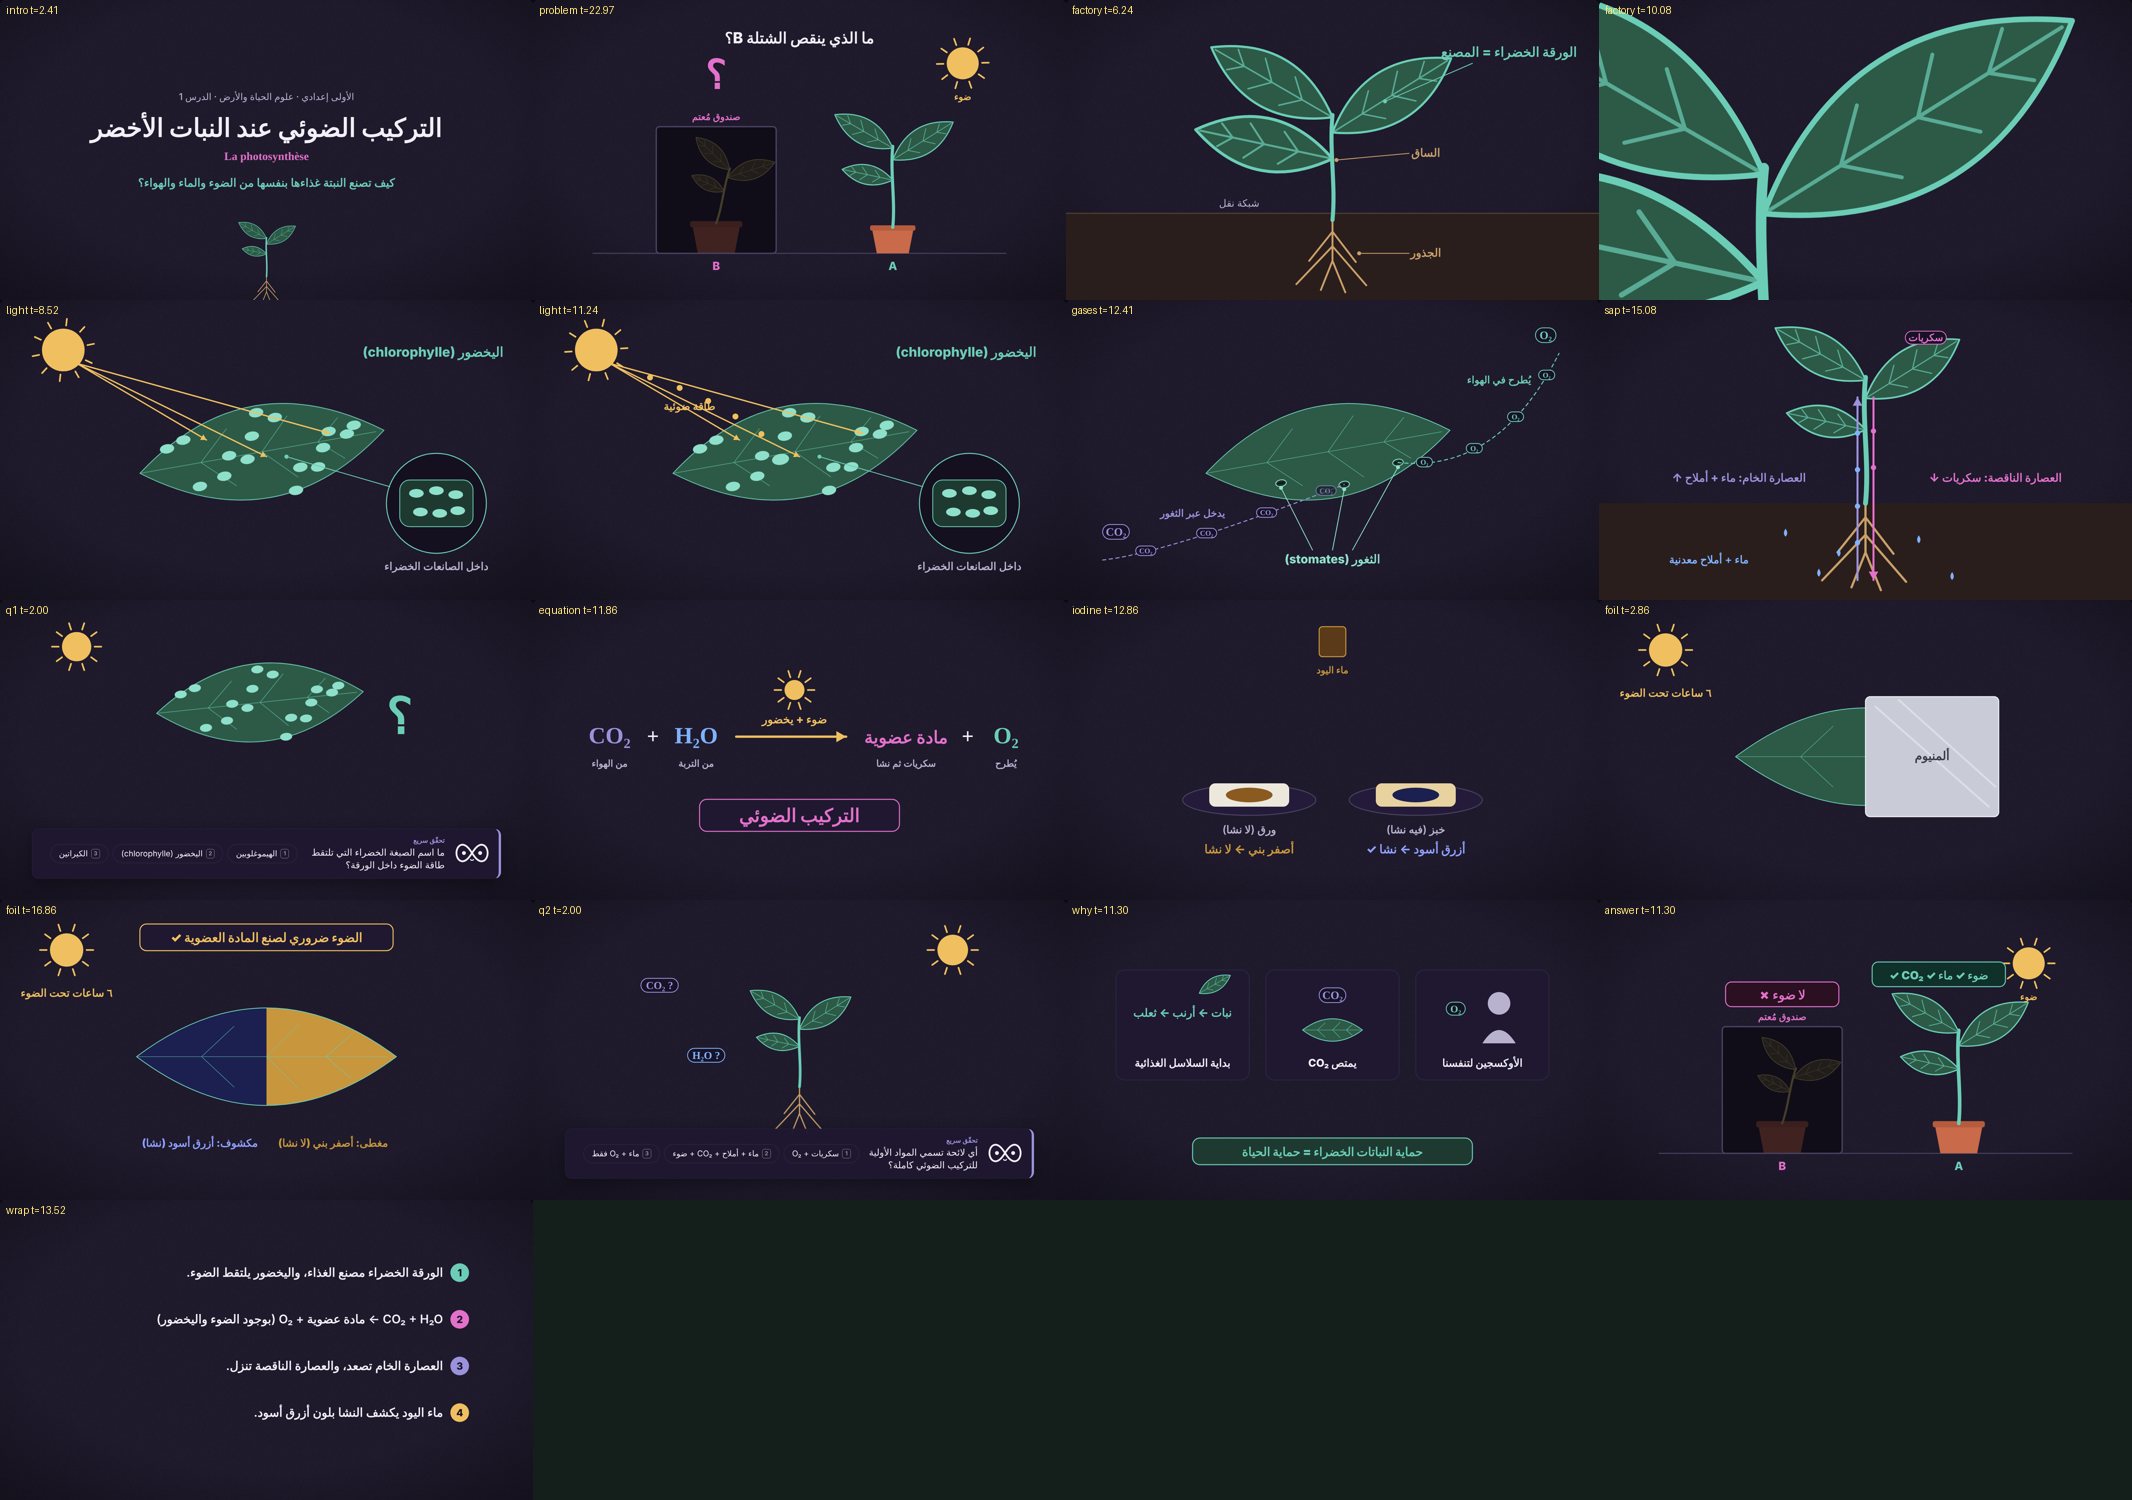 intro t=2.41
الأولى إعدادي · علوم الحياة والأرض · الدرس 1
التركيب الضوئي عند النبات الأخضر
La photosynthèse
كيف تصنع النبتة غذاءها بنفسها من الضوء والماء والهواء؟
problem t=22.97
ما الذي ينقص الشتلة B؟
؟
ضوء
صندوق مُعتم
B
A
factory t=6.24
الورقة الخضراء = المصنع
الساق
شبكة نقل
الجذور
factory t=10.08
light t=8.52
اليخضور (chlorophylle)
داخل الصانعات الخضراء
light t=11.24
اليخضور (chlorophylle)
طاقة ضوئية
داخل الصانعات الخضراء
gases t=12.41
O₂
يُطرح في الهواء
O₂
O₂
O₂
O₂
CO₂
يدخل عبر الثغور
CO₂
CO₂
CO₂
CO₂
الثغور (stomates)
sap t=15.08
سكريات
العصارة الخام: ماء + أملاح ↑
العصارة الناقصة: سكريات ↓
ماء + أملاح معدنية
q1 t=2.00
؟
تحقّق سريع
ما اسم الصبغة الخضراء التي تلتقط
طاقة الضوء داخل الورقة؟
1 الهيموغلوبين
2 اليخضور (chlorophylle)
3 الكيراتين
equation t=11.86
ضوء + يخضور
CO₂ + H₂O مادة عضوية + O₂
من الهواء
من التربة
سكريات ثم نشا
يُطرح
التركيب الضوئي
iodine t=12.86
ماء اليود
ورق (لا نشا)
خبز (فيه نشا)
أصفر بني ← لا نشا
أزرق أسود ← نشا ✓
foil t=2.86
٦ ساعات تحت الضوء
ألمنيوم
foil t=16.86
الضوء ضروري لصنع المادة العضوية ✓
٦ ساعات تحت الضوء
مغطى: أصفر بني (لا نشا)
مكشوف: أزرق أسود (نشا)
q2 t=2.00
CO₂ ?
H₂O ?
تحقّق سريع
أي لائحة تسمي المواد الأولية
للتركيب الضوئي كاملة؟
1 سكريات + O₂
2 ماء + أملاح + CO₂ + ضوء
3 ماء + O₂ فقط
why t=11.30
نبات ← أرنب ← ثعلب
بداية السلاسل الغذائية
CO₂
يمتص CO₂
O₂
الأوكسجين لتنفسنا
حماية النباتات الخضراء = حماية الحياة
answer t=11.30
ضوء ✓ ماء ✓ CO₂ ✓
لا ضوء ✖
ضوء
صندوق مُعتم
B
A
wrap t=13.52
1 الورقة الخضراء مصنع الغذاء، واليخضور يلتقط الضوء.
2 CO₂ + H₂O ← مادة عضوية + O₂ (بوجود الضوء واليخضور)
3 العصارة الخام تصعد، والعصارة الناقصة تنزل.
4 ماء اليود يكشف النشا بلون أزرق أسود.